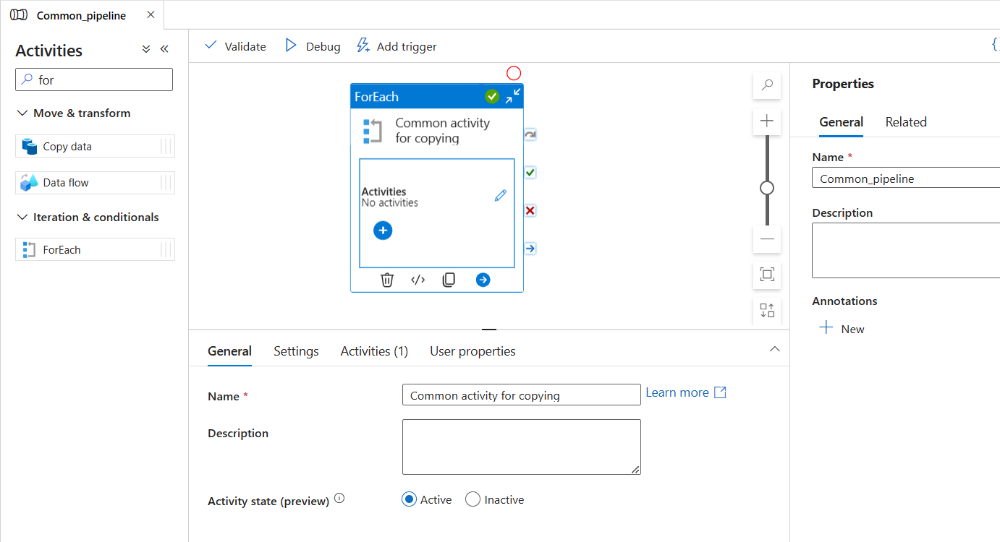 Common_pipeline
Activities
for
Move & transform
Copy data
Data flow
Iteration & conditionals
ForEach
Validate
Debug
Add trigger
ForEach
Common activity
for copying
Activities
No activities
General
Settings
Activities (1)
User properties
Name *
Common activity for copying
Learn more
Description
Activity state (preview)
Active
Inactive
Properties
General
Related
Name *
Common_pipeline
Description
Annotations
New